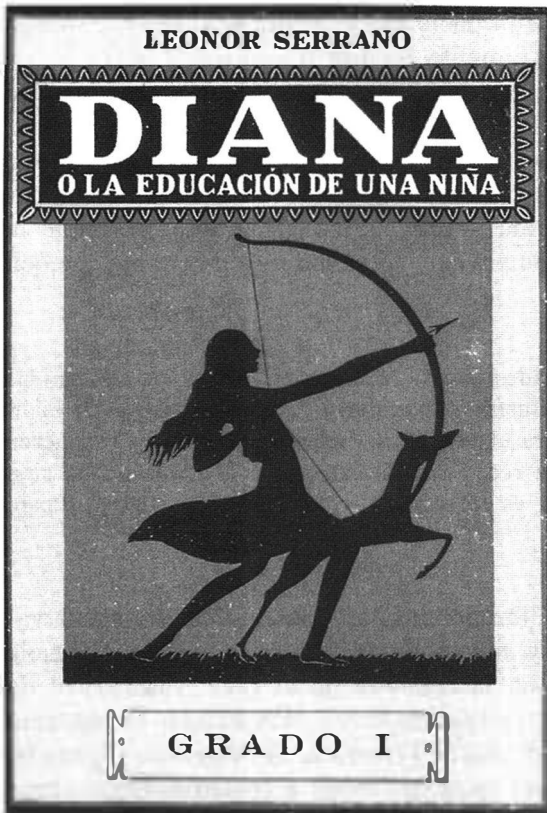 LEONOR SERRANO
DIANA
O LA EDUCACIÓN DE UNA NIÑA
GRADO I